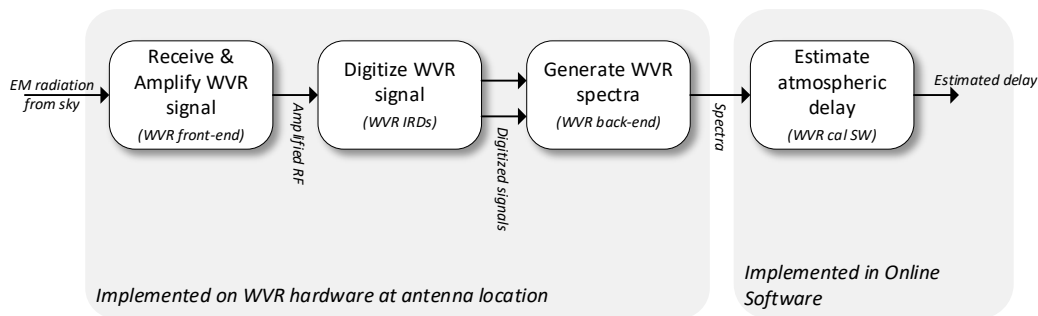 EM radiation
from sky
Receive &
Amplify WVR
signal
(WVR front-end)
Amplified RF
Digitize WVR
signal
(WVR IRDs)
Digitized signals
Generate WVR
spectra
(WVR back-end)
Spectra
Estimate
atmospheric
delay
(WVR cal SW)
Estimated delay
Implemented on WVR hardware at antenna location
Implemented in Online
Software